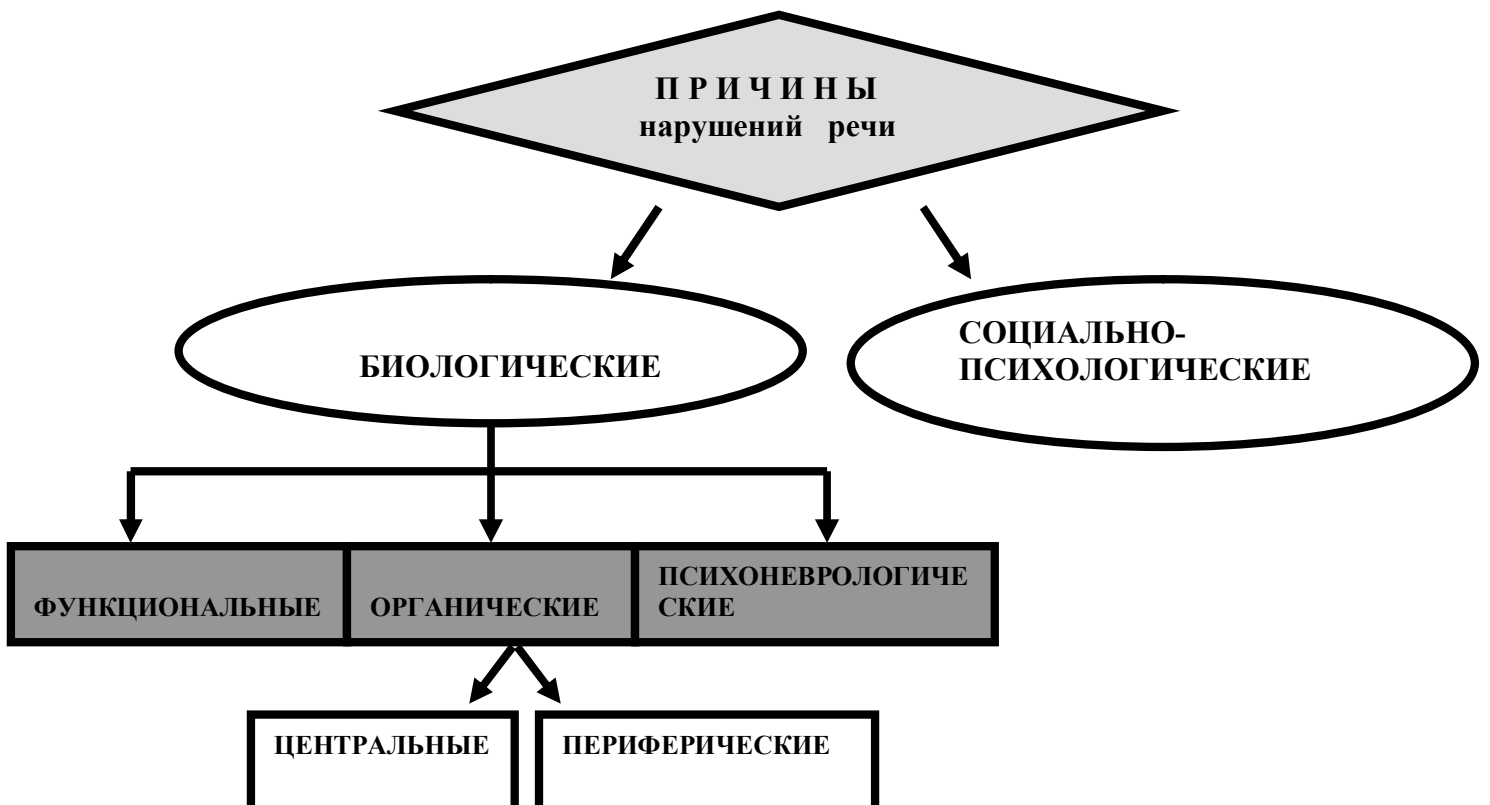 П Р И Ч И Н Ы
нарушений речи
БИОЛОГИЧЕСКИЕ
СОЦИАЛЬНО-
ПСИХОЛОГИЧЕСКИЕ
ФУНКЦИОНАЛЬНЫЕ
ОРГАНИЧЕСКИЕ
ПСИХОНЕВРОЛОГИЧЕ
СКИЕ
ЦЕНТРАЛЬНЫЕ
ПЕРИФЕРИЧЕСКИЕ